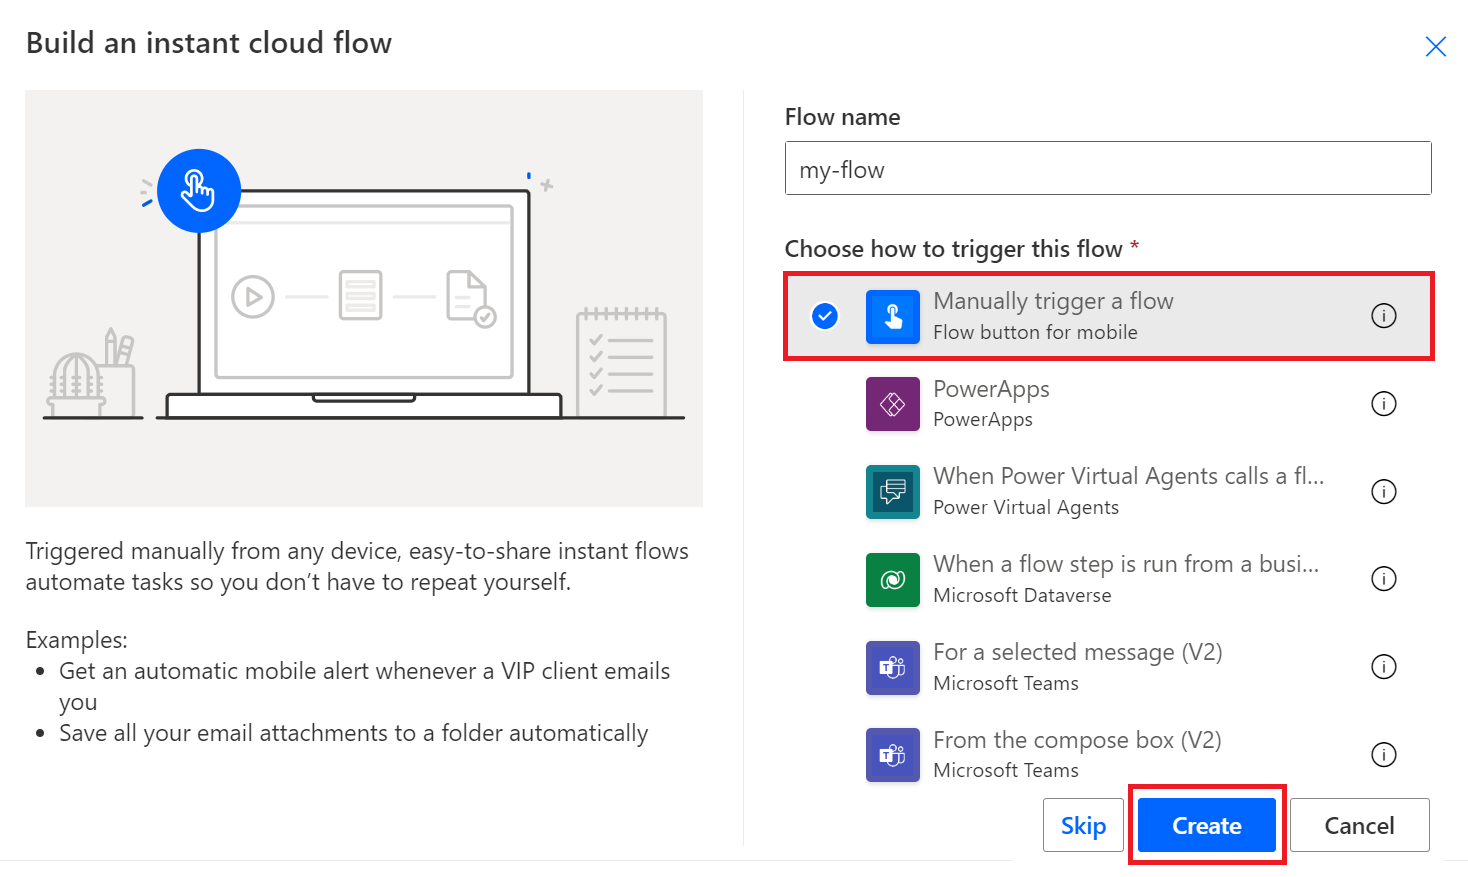 Build an instant cloud flow
Triggered manually from any device, easy-to-share instant flows
automate tasks so you don’t have to repeat yourself.
Examples:
• Get an automatic mobile alert whenever a VIP client emails
you
• Save all your email attachments to a folder automatically
Flow name
my-flow
Choose how to trigger this flow *
Manually trigger a flow
Flow button for mobile
PowerApps
PowerApps
When Power Virtual Agents calls a fl...
Power Virtual Agents
When a flow step is run from a busi...
Microsoft Dataverse
For a selected message (V2)
Microsoft Teams
From the compose box (V2)
Microsoft Teams
Skip
Create
Cancel